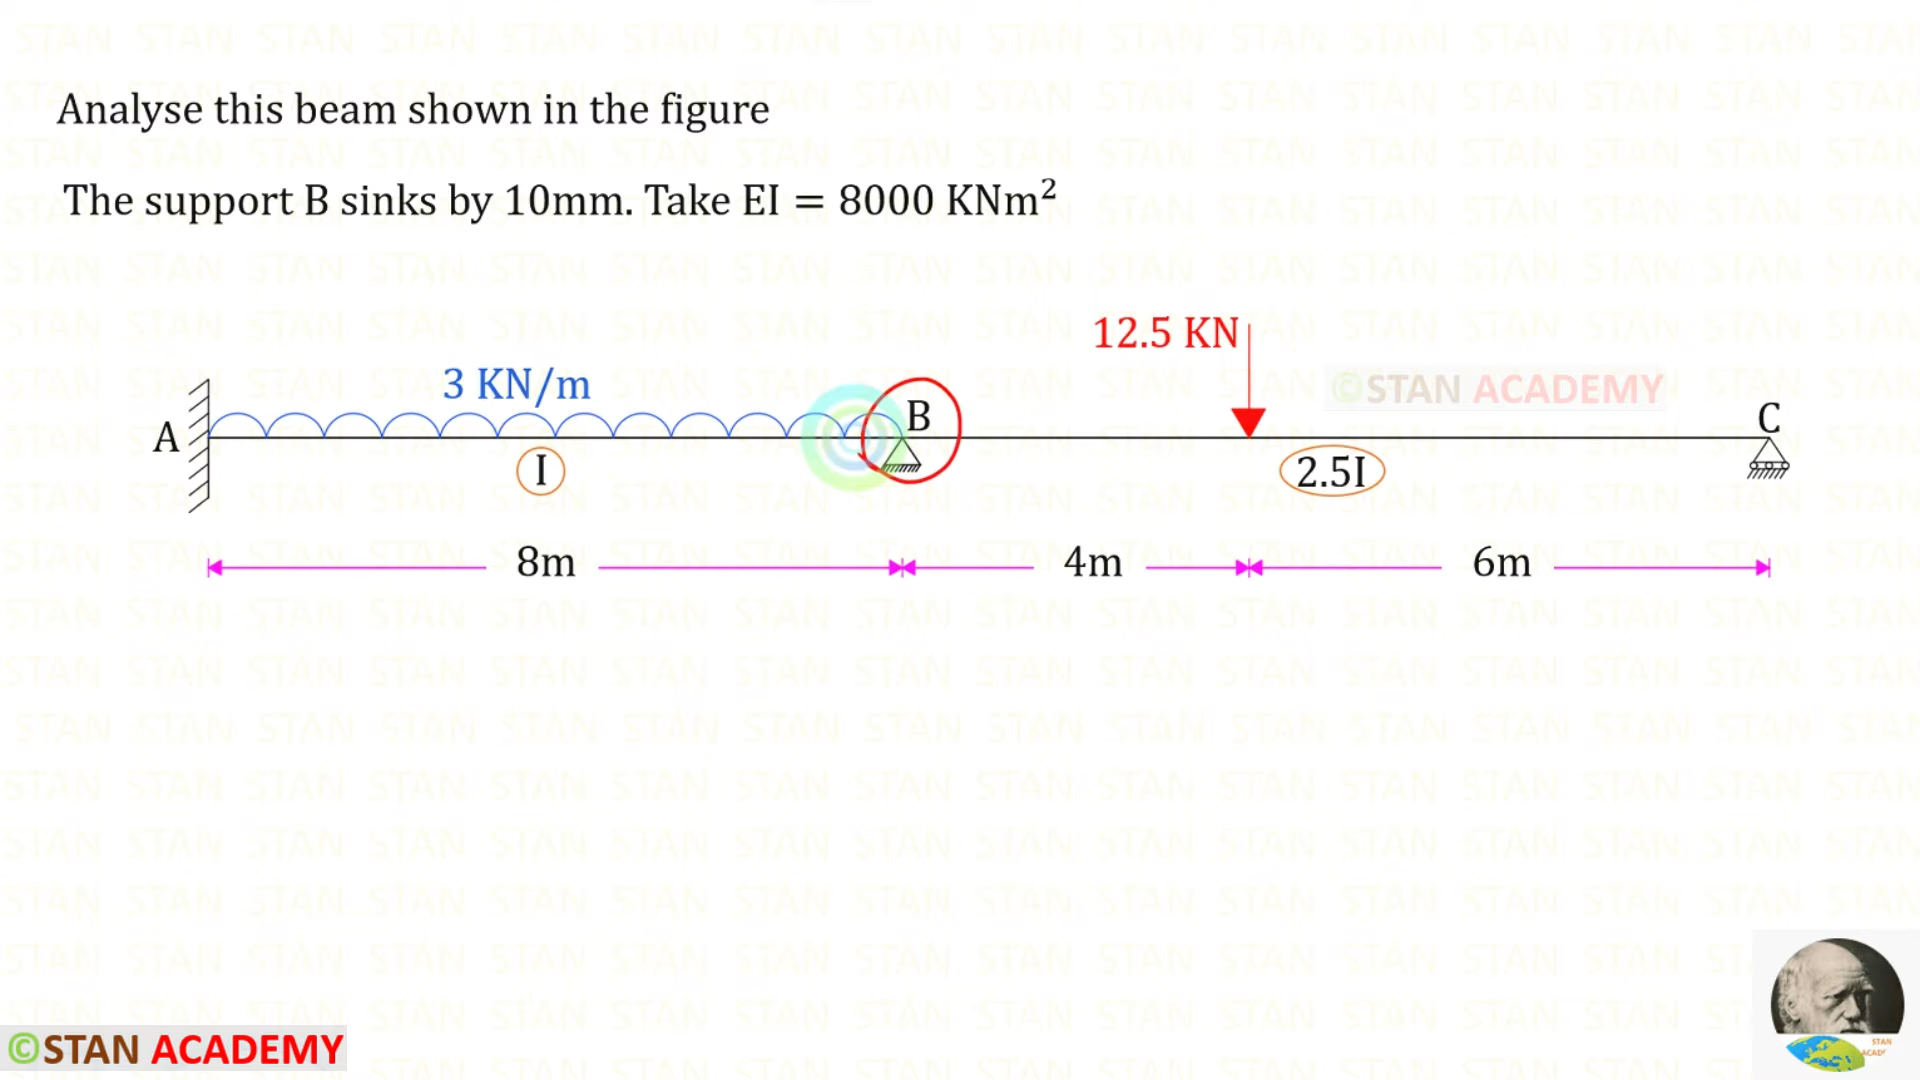 Analyse this beam shown in the figure
The support B sinks by 10mm. Take EI = 8000 KNm²
12.5 KN
3 KN/m
©STAN ACADEMY
A
B
C
I
2.5I
8m
4m
6m
©STAN ACADEMY
STAN